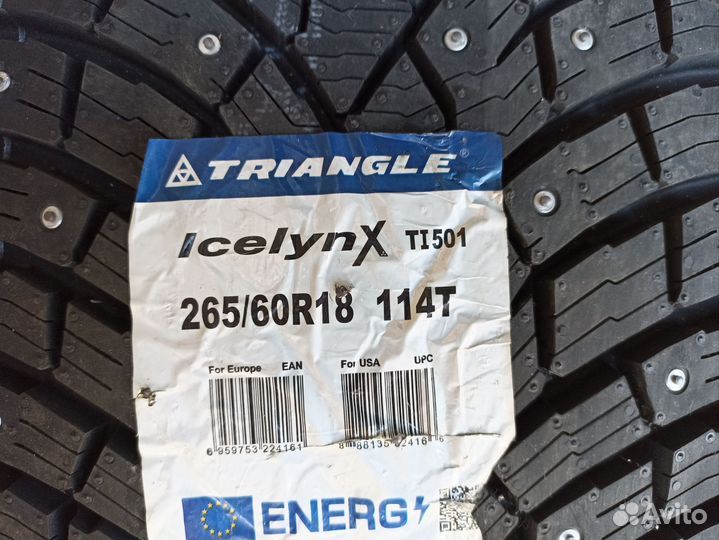 TRIANGLE
IcelynX TI501
265/60R18 114T
For Europe EAN For USA UPC
6 959753 224161
ENERG
Avito